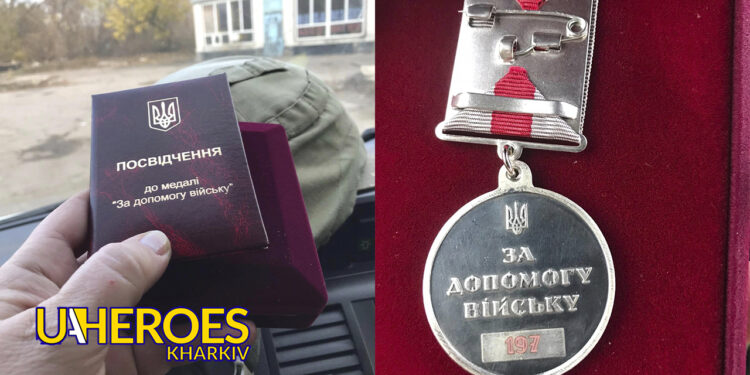 ПОСВІДЧЕННЯ
до медалі
"За допомогу війську"
UAHEROES
KHARKIV
ЗА
ДОПОМОГУ
ВІЙСЬКУ
197